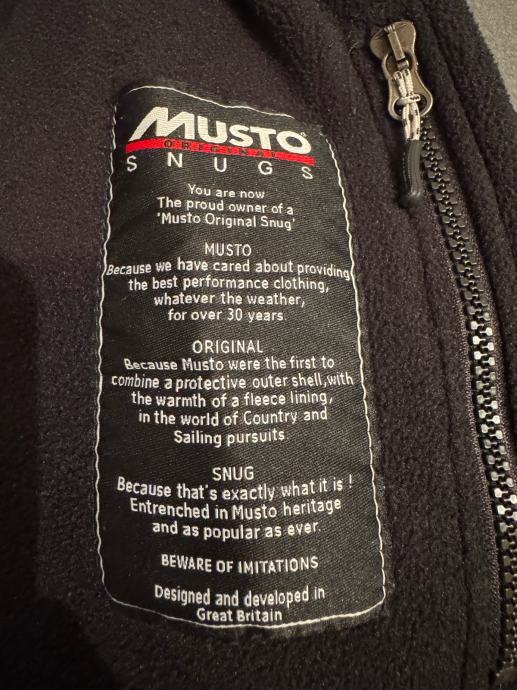 MUSTO
ORIGINAL
SNUGS
You are now
The proud owner of a
'Musto Original Snug'
MUSTO
Because we have cared about providing
the best performance clothing,
whatever the weather,
for over 30 years.
ORIGINAL
Because Musto were the first to
combine a protective outer shell, with
the warmth of a fleece lining,
in the world of Country and
Sailing pursuits
SNUG
Because that's exactly what it is !
Entrenched in Musto heritage
and as popular as ever.
BEWARE OF IMITATIONS
Designed and developed in
Great Britain